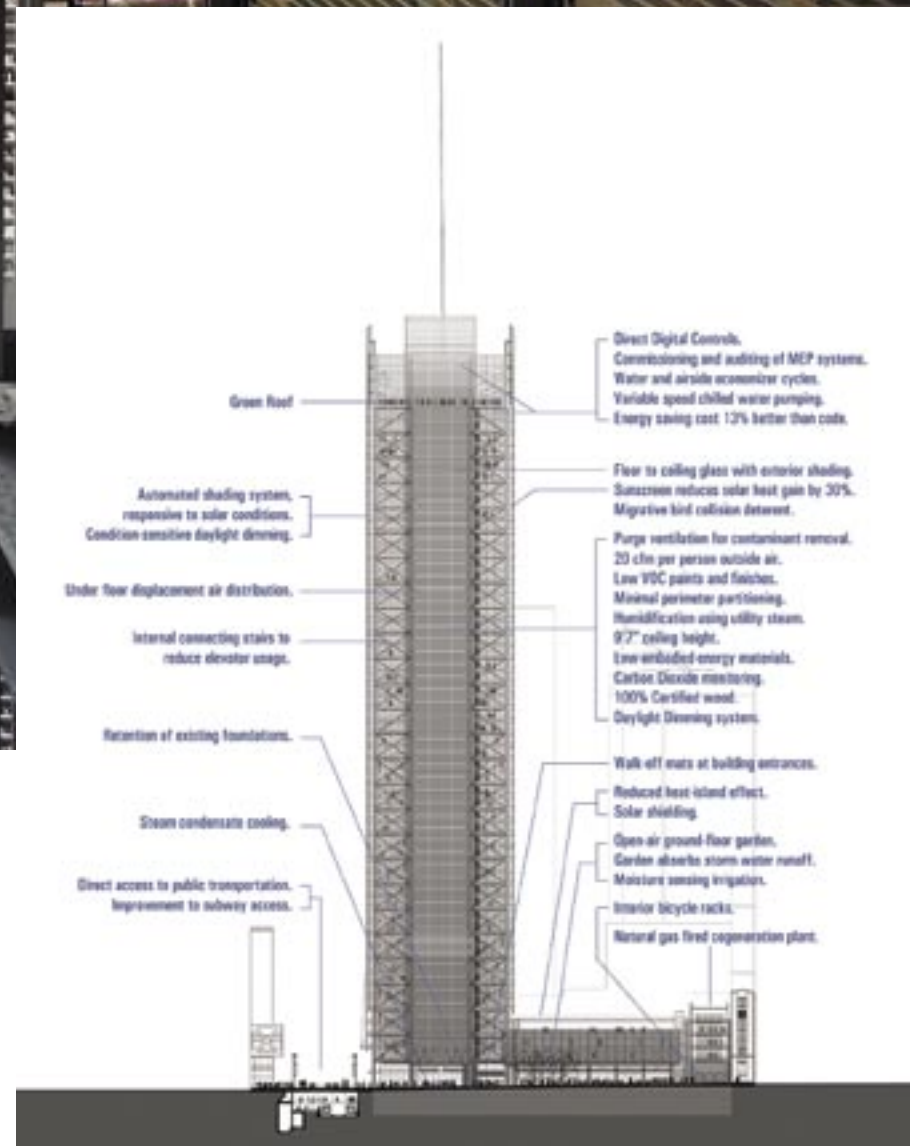 Green Roof
Automated shading system,
responsive to solar conditions.
Condition-sensitive daylight dimming.
Under floor displacement air distribution.
Internal connecting stairs to
reduce elevator usage.
Retention of existing foundations.
Steam condensate cooling.
Direct access to public transportation.
Improvement to subway access.
Direct Digital Controls.
Commissioning and auditing of MEP systems.
Water and airside economizer cycles.
Variable speed chilled water pumping.
Energy saving cost 13% better than code.
Floor to ceiling glass with exterior shading.
Sunscreen reduces solar heat gain by 30%.
Migrative bird collision deterent.
Purge ventilation for contaminant removal.
20 cfm per person outside air.
Low VOC paints and finishes.
Minimal perimeter partitioning.
Humidification using utility steam.
9'7" ceiling height.
Low-embodied-energy materials.
Carbon Dioxide monitoring.
100% Certified wood.
Daylight Dimming system.
Walk-off mats at building entrances.
Reduced heat-island effect.
Solar shielding.
Open-air ground-floor garden.
Garden absorbs storm water runoff.
Moisture sensing irrigation.
Interior bicycle racks.
Natural gas fired cogeneration plant.